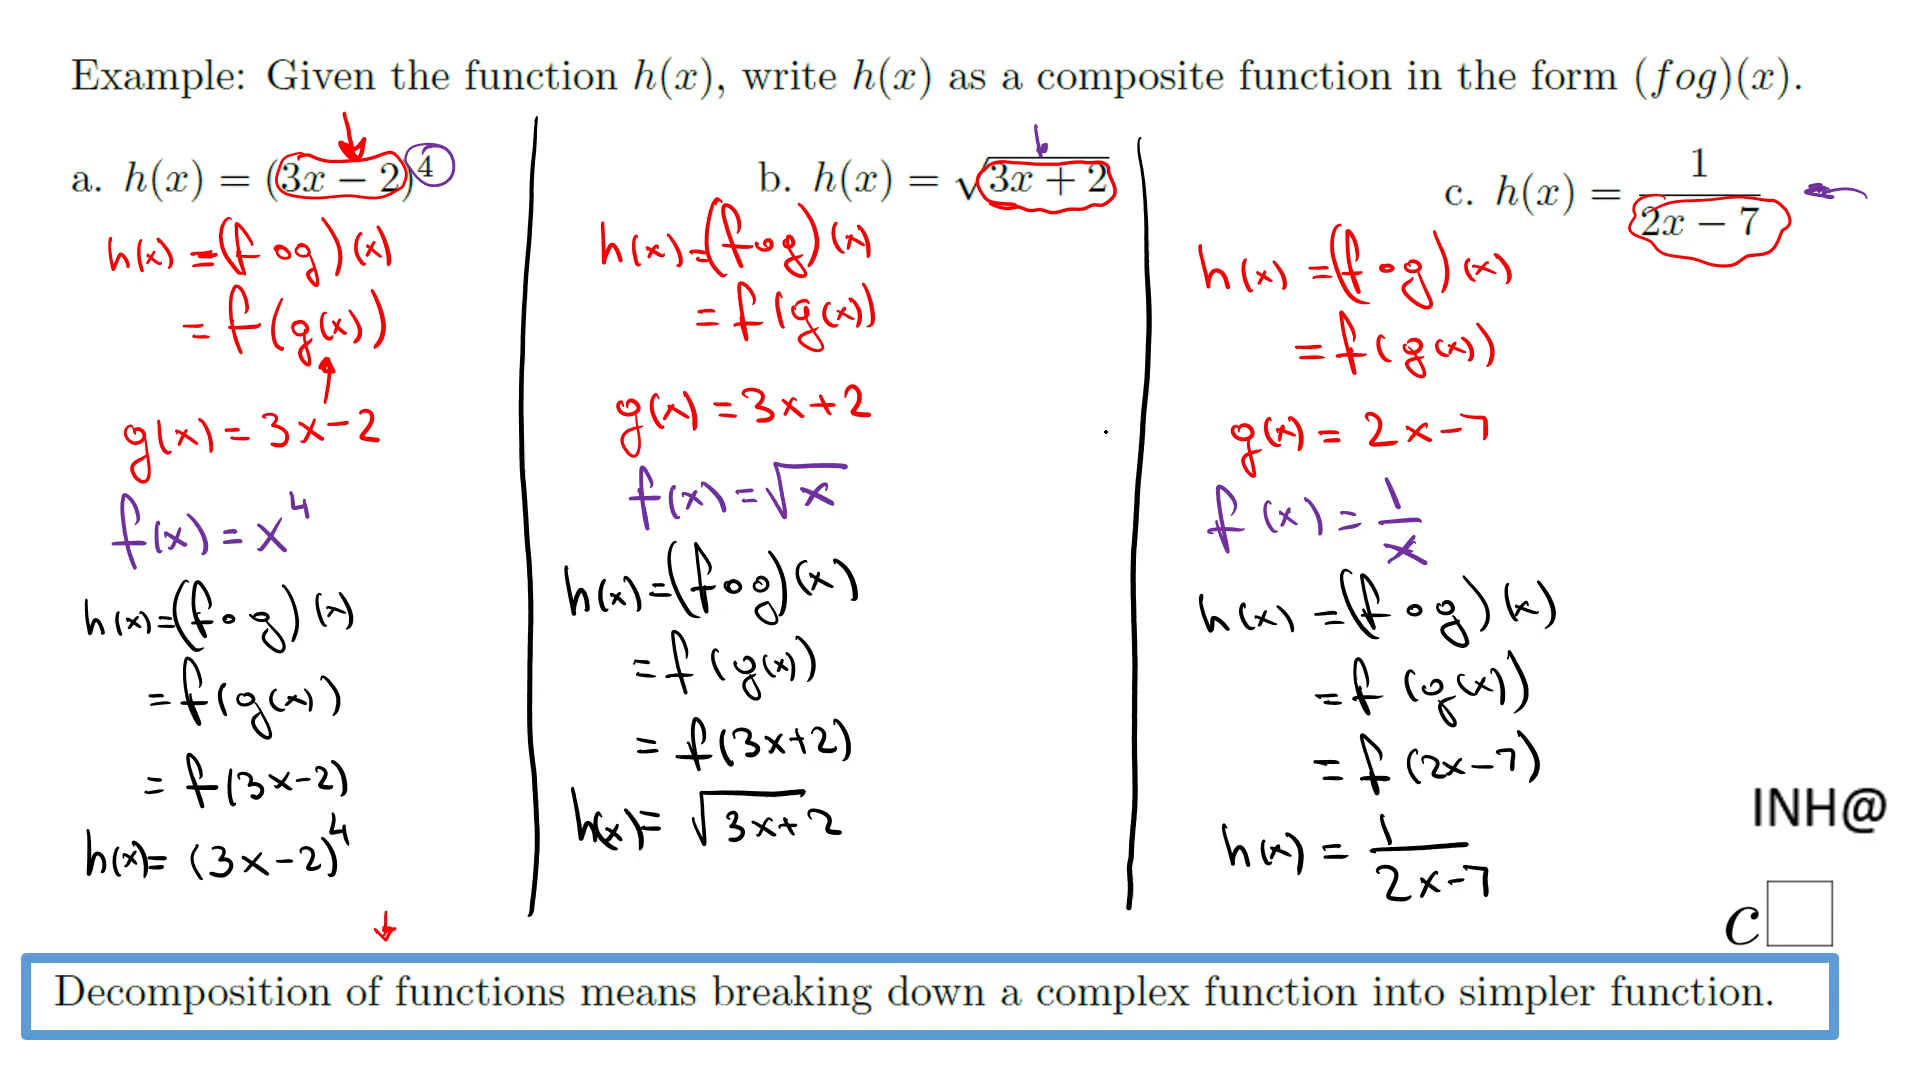 Example: Given the function h(x), write h(x) as a composite function in the form (fog)(x).
a. h(x) = (3x − 2)^4
h(x) = (f∘g)(x)
= f(g(x))
g(x) = 3x-2
f(x) = x^4
h(x) = (f∘g)(x)
= f(g(x))
= f(3x-2)
h(x) = (3x-2)^4
b. h(x) = √(3x + 2)
h(x) = (f∘g)(x)
= f(g(x))
g(x) = 3x+2
f(x) = √x
h(x) = (f∘g)(x)
= f(g(x))
= f(3x+2)
h(x) = √3x+2
c. h(x) = 1/(2x − 7)
h(x) = (f∘g)(x)
= f(g(x))
g(x) = 2x-7
f(x) = 1/x
h(x) = (f∘g)(x)
= f(g(x))
= f(2x-7)
h(x) = 1/(2x-7)
INH@
c□
Decomposition of functions means breaking down a complex function into simpler function.